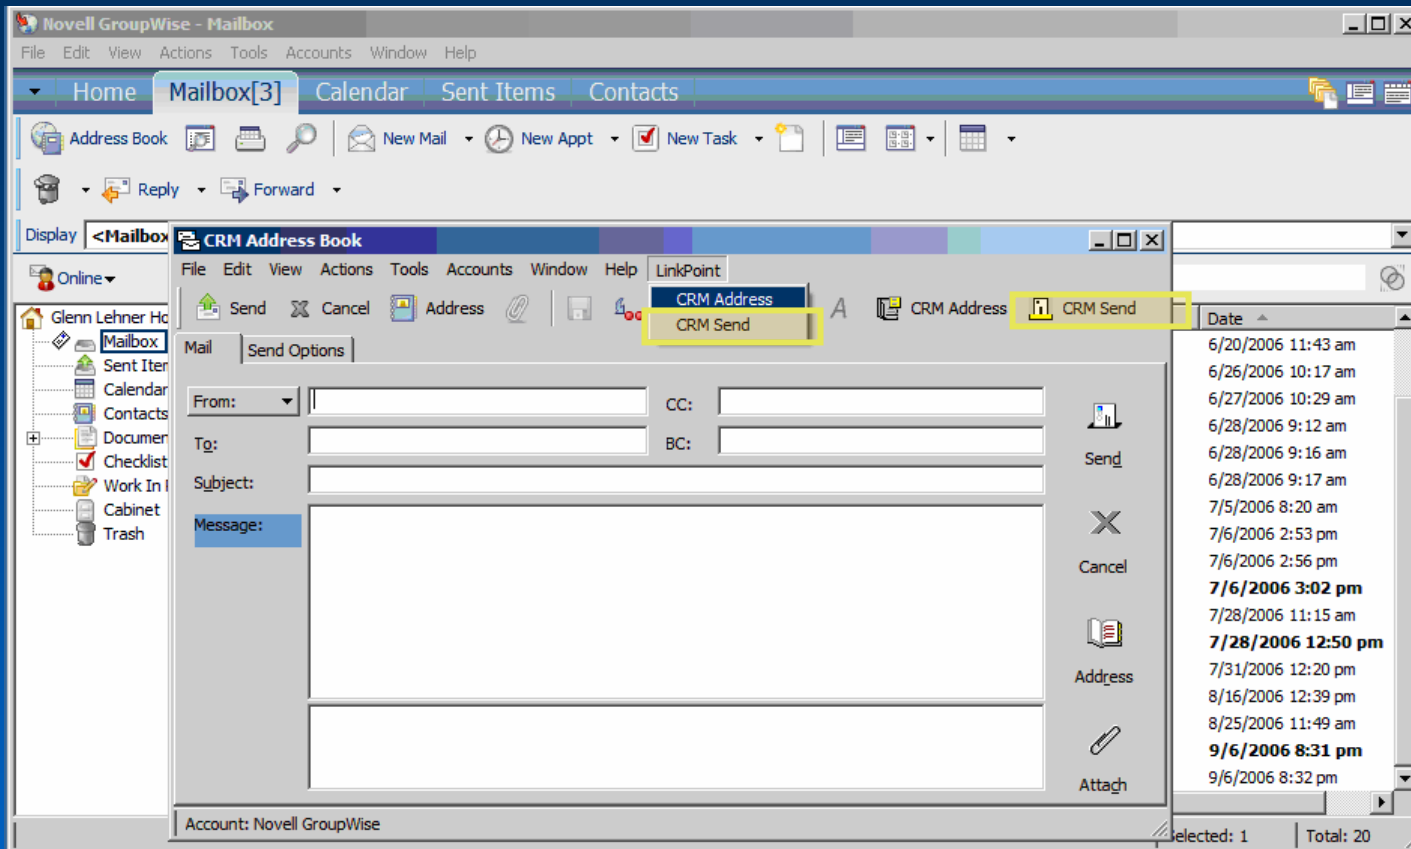 Novell GroupWise - Mailbox
File Edit View Actions Tools Accounts Window Help
Home Mailbox[3] Calendar Sent Items Contacts
Address Book New Mail New Appt New Task
Reply Forward
Display <Mailbox
Online
Glenn Lehner Ho
Mailbox
Sent Iter
Calendar
Contacts
Documen
Checklist
Work In
Cabinet
Trash
CRM Address Book
File Edit View Actions Tools Accounts Window Help LinkPoint
CRM Address
CRM Send
Send Cancel Address CRM Address CRM Send
Mail Send Options
From: CC:
To: BC:
Subject:
Message:
Send
Cancel
Address
Attach
Account: Novell GroupWise
Date
6/20/2006 11:43 am
6/26/2006 10:17 am
6/27/2006 10:29 am
6/28/2006 9:12 am
6/28/2006 9:16 am
6/28/2006 9:17 am
7/5/2006 8:20 am
7/6/2006 2:53 pm
7/6/2006 2:56 pm
7/6/2006 3:02 pm
7/28/2006 11:15 am
7/28/2006 12:50 pm
7/31/2006 12:20 pm
8/16/2006 12:39 pm
8/25/2006 11:49 am
9/6/2006 8:31 pm
9/6/2006 8:32 pm
Selected: 1 Total: 20